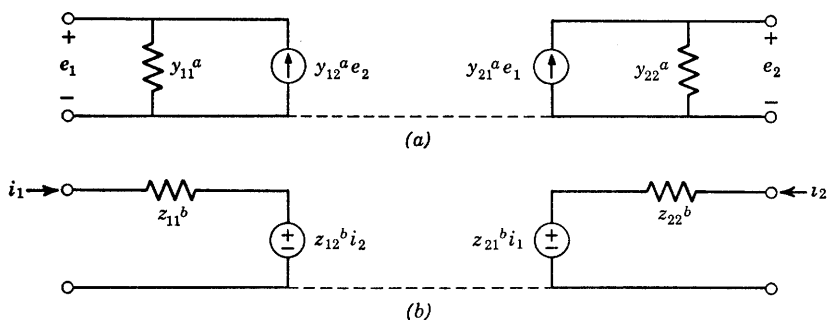 + + 
e₁ y₁₁ᵃ y₁₂ᵃe₂ y₂₁ᵃe₁ y₂₂ᵃ e₂
− −
(a)
i₁ i₂
z₁₁ᵇ z₂₂ᵇ
+ − z₁₂ᵇi₂ z₂₁ᵇi₁ + −
(b)